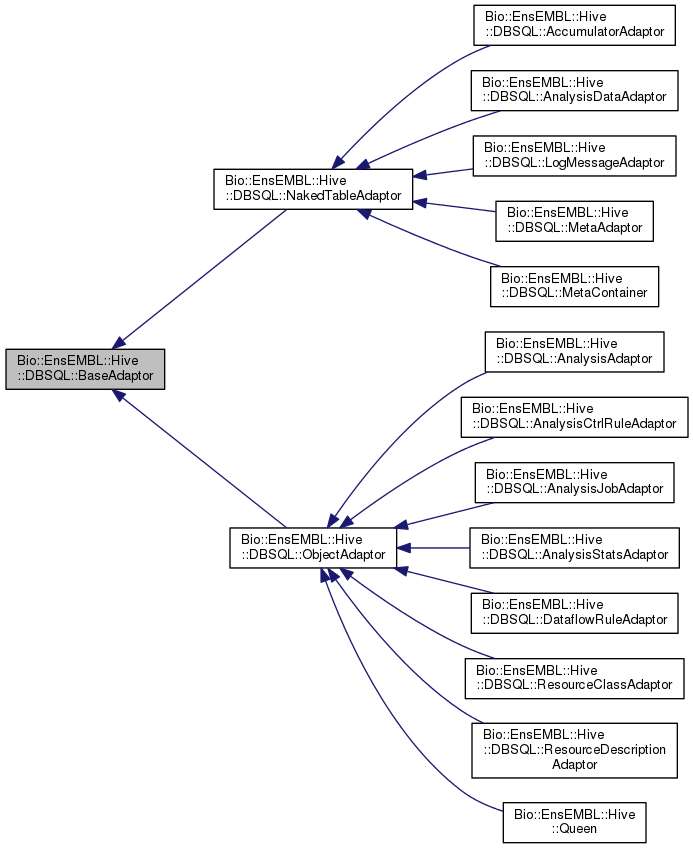 Bio::EnsEMBL::Hive
::DBSQL::AccumulatorAdaptor
Bio::EnsEMBL::Hive
::DBSQL::AnalysisDataAdaptor
Bio::EnsEMBL::Hive
::DBSQL::LogMessageAdaptor
Bio::EnsEMBL::Hive
::DBSQL::NakedTableAdaptor
Bio::EnsEMBL::Hive
::DBSQL::MetaAdaptor
Bio::EnsEMBL::Hive
::DBSQL::MetaContainer
Bio::EnsEMBL::Hive
::DBSQL::BaseAdaptor
Bio::EnsEMBL::Hive
::DBSQL::AnalysisAdaptor
Bio::EnsEMBL::Hive
::DBSQL::AnalysisCtrlRuleAdaptor
Bio::EnsEMBL::Hive
::DBSQL::AnalysisJobAdaptor
Bio::EnsEMBL::Hive
::DBSQL::ObjectAdaptor
Bio::EnsEMBL::Hive
::DBSQL::AnalysisStatsAdaptor
Bio::EnsEMBL::Hive
::DBSQL::DataflowRuleAdaptor
Bio::EnsEMBL::Hive
::DBSQL::ResourceClassAdaptor
Bio::EnsEMBL::Hive
::DBSQL::ResourceDescription
Adaptor
Bio::EnsEMBL::Hive
::Queen